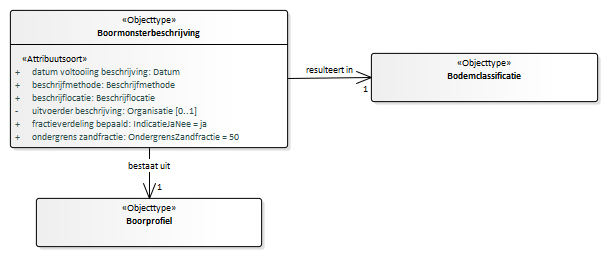 «Objecttype»
Boormonsterbeschrijving
«Attribuutsoort»
+ datum voltooiing beschrijving: Datum
+ beschrijfmethode: Beschrijfmethode
+ beschrijflocatie: Beschrijflocatie
- uitvoerder beschrijving: Organisatie [0..1]
+ fractieverdeling bepaald: IndicatieJaNee = ja
+ ondergrens zandfractie: OndergrensZandfractie = 50
resulteert in
1
«Objecttype»
Bodemclassificatie
bestaat uit
1
«Objecttype»
Boorprofiel